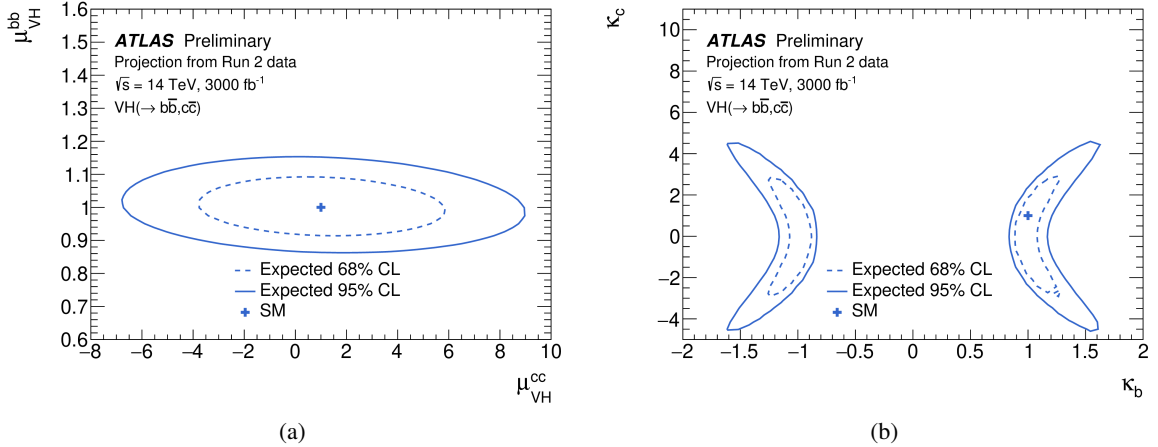 μ^bb_VH
1.6
1.5
1.4
1.3
1.2
1.1
1
0.9
0.8
0.7
0.6
ATLAS Preliminary
Projection from Run 2 data
√s = 14 TeV, 3000 fb⁻¹
VH(→ bb̅,cc̅)
Expected 68% CL
Expected 95% CL
SM
−8 −6 −4 −2 0 2 4 6 8 10
μ^cc_VH
(a)
κ_c
10
8
6
4
2
0
−2
−4
ATLAS Preliminary
Projection from Run 2 data
√s = 14 TeV, 3000 fb⁻¹
VH(→ bb̅,cc̅)
Expected 68% CL
Expected 95% CL
SM
−2 −1.5 −1 −0.5 0 0.5 1 1.5 2
κ_b
(b)